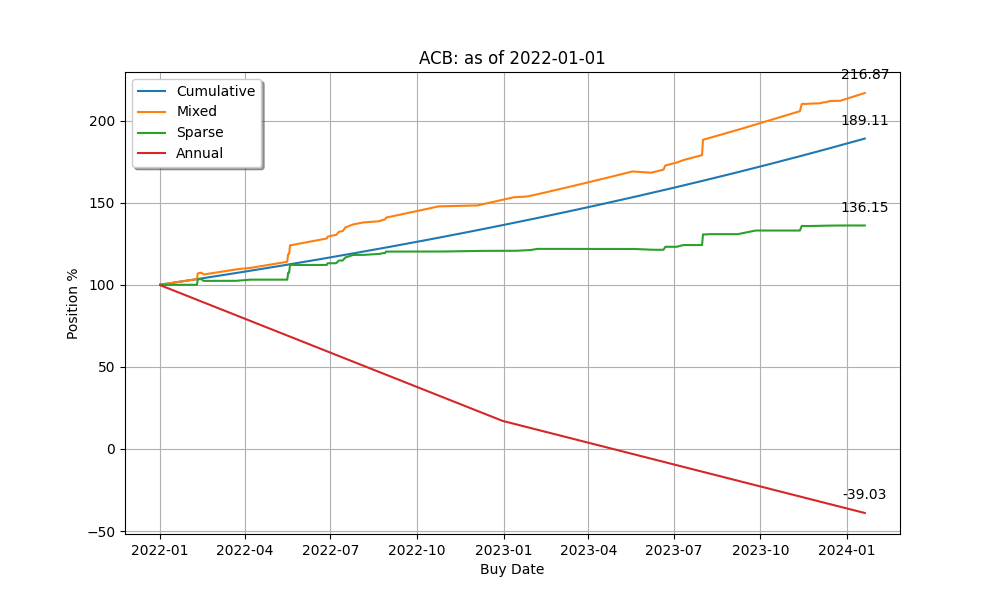 ACB: as of 2022-01-01
216.87
189.11
136.15
-39.03
Cumulative
Mixed
Sparse
Annual
Position %
200
150
100
50
0
−50
2022-01 2022-04 2022-07 2022-10 2023-01 2023-04 2023-07 2023-10 2024-01
Buy Date